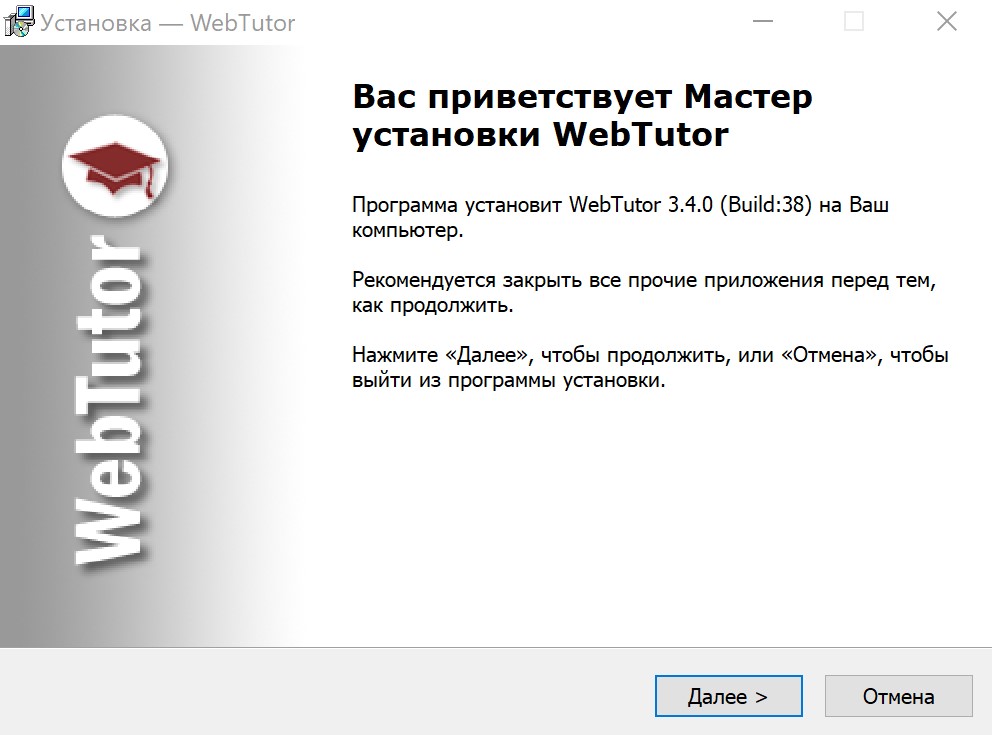 Установка — WebTutor
WebTutor
Вас приветствует Мастер
установки WebTutor
Программа установит WebTutor 3.4.0 (Build:38) на Ваш
компьютер.
Рекомендуется закрыть все прочие приложения перед тем,
как продолжить.
Нажмите «Далее», чтобы продолжить, или «Отмена», чтобы
выйти из программы установки.
Далее >
Отмена